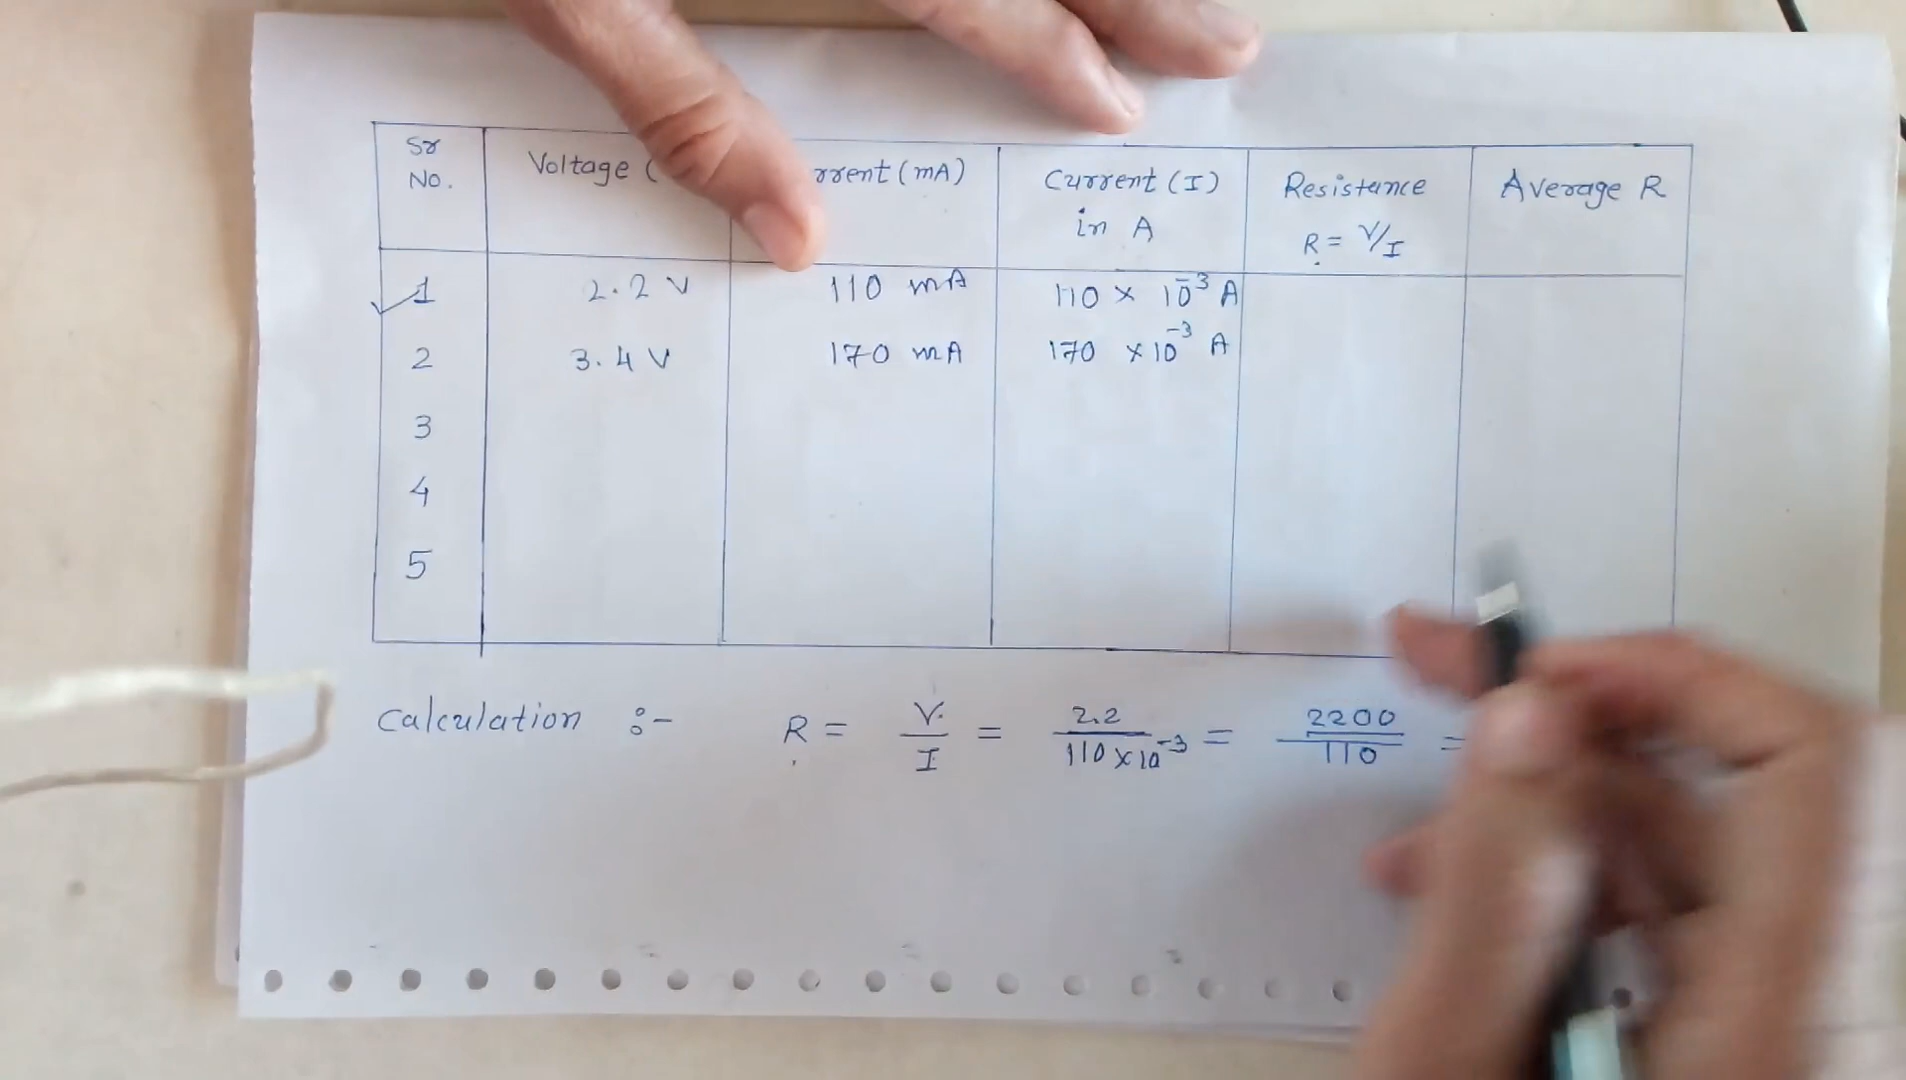 Sr No.
Voltage ( rrent (mA) Current (I) in A Resistance R = V/I Average R
1 2.2 V 110 mA 110 × 10⁻³ A
2 3.4 V 170 mA 170 × 10⁻³ A
3
4
5
Calculation :- R = V/I = 2.2/110 × 10⁻³ = 2200/110 =